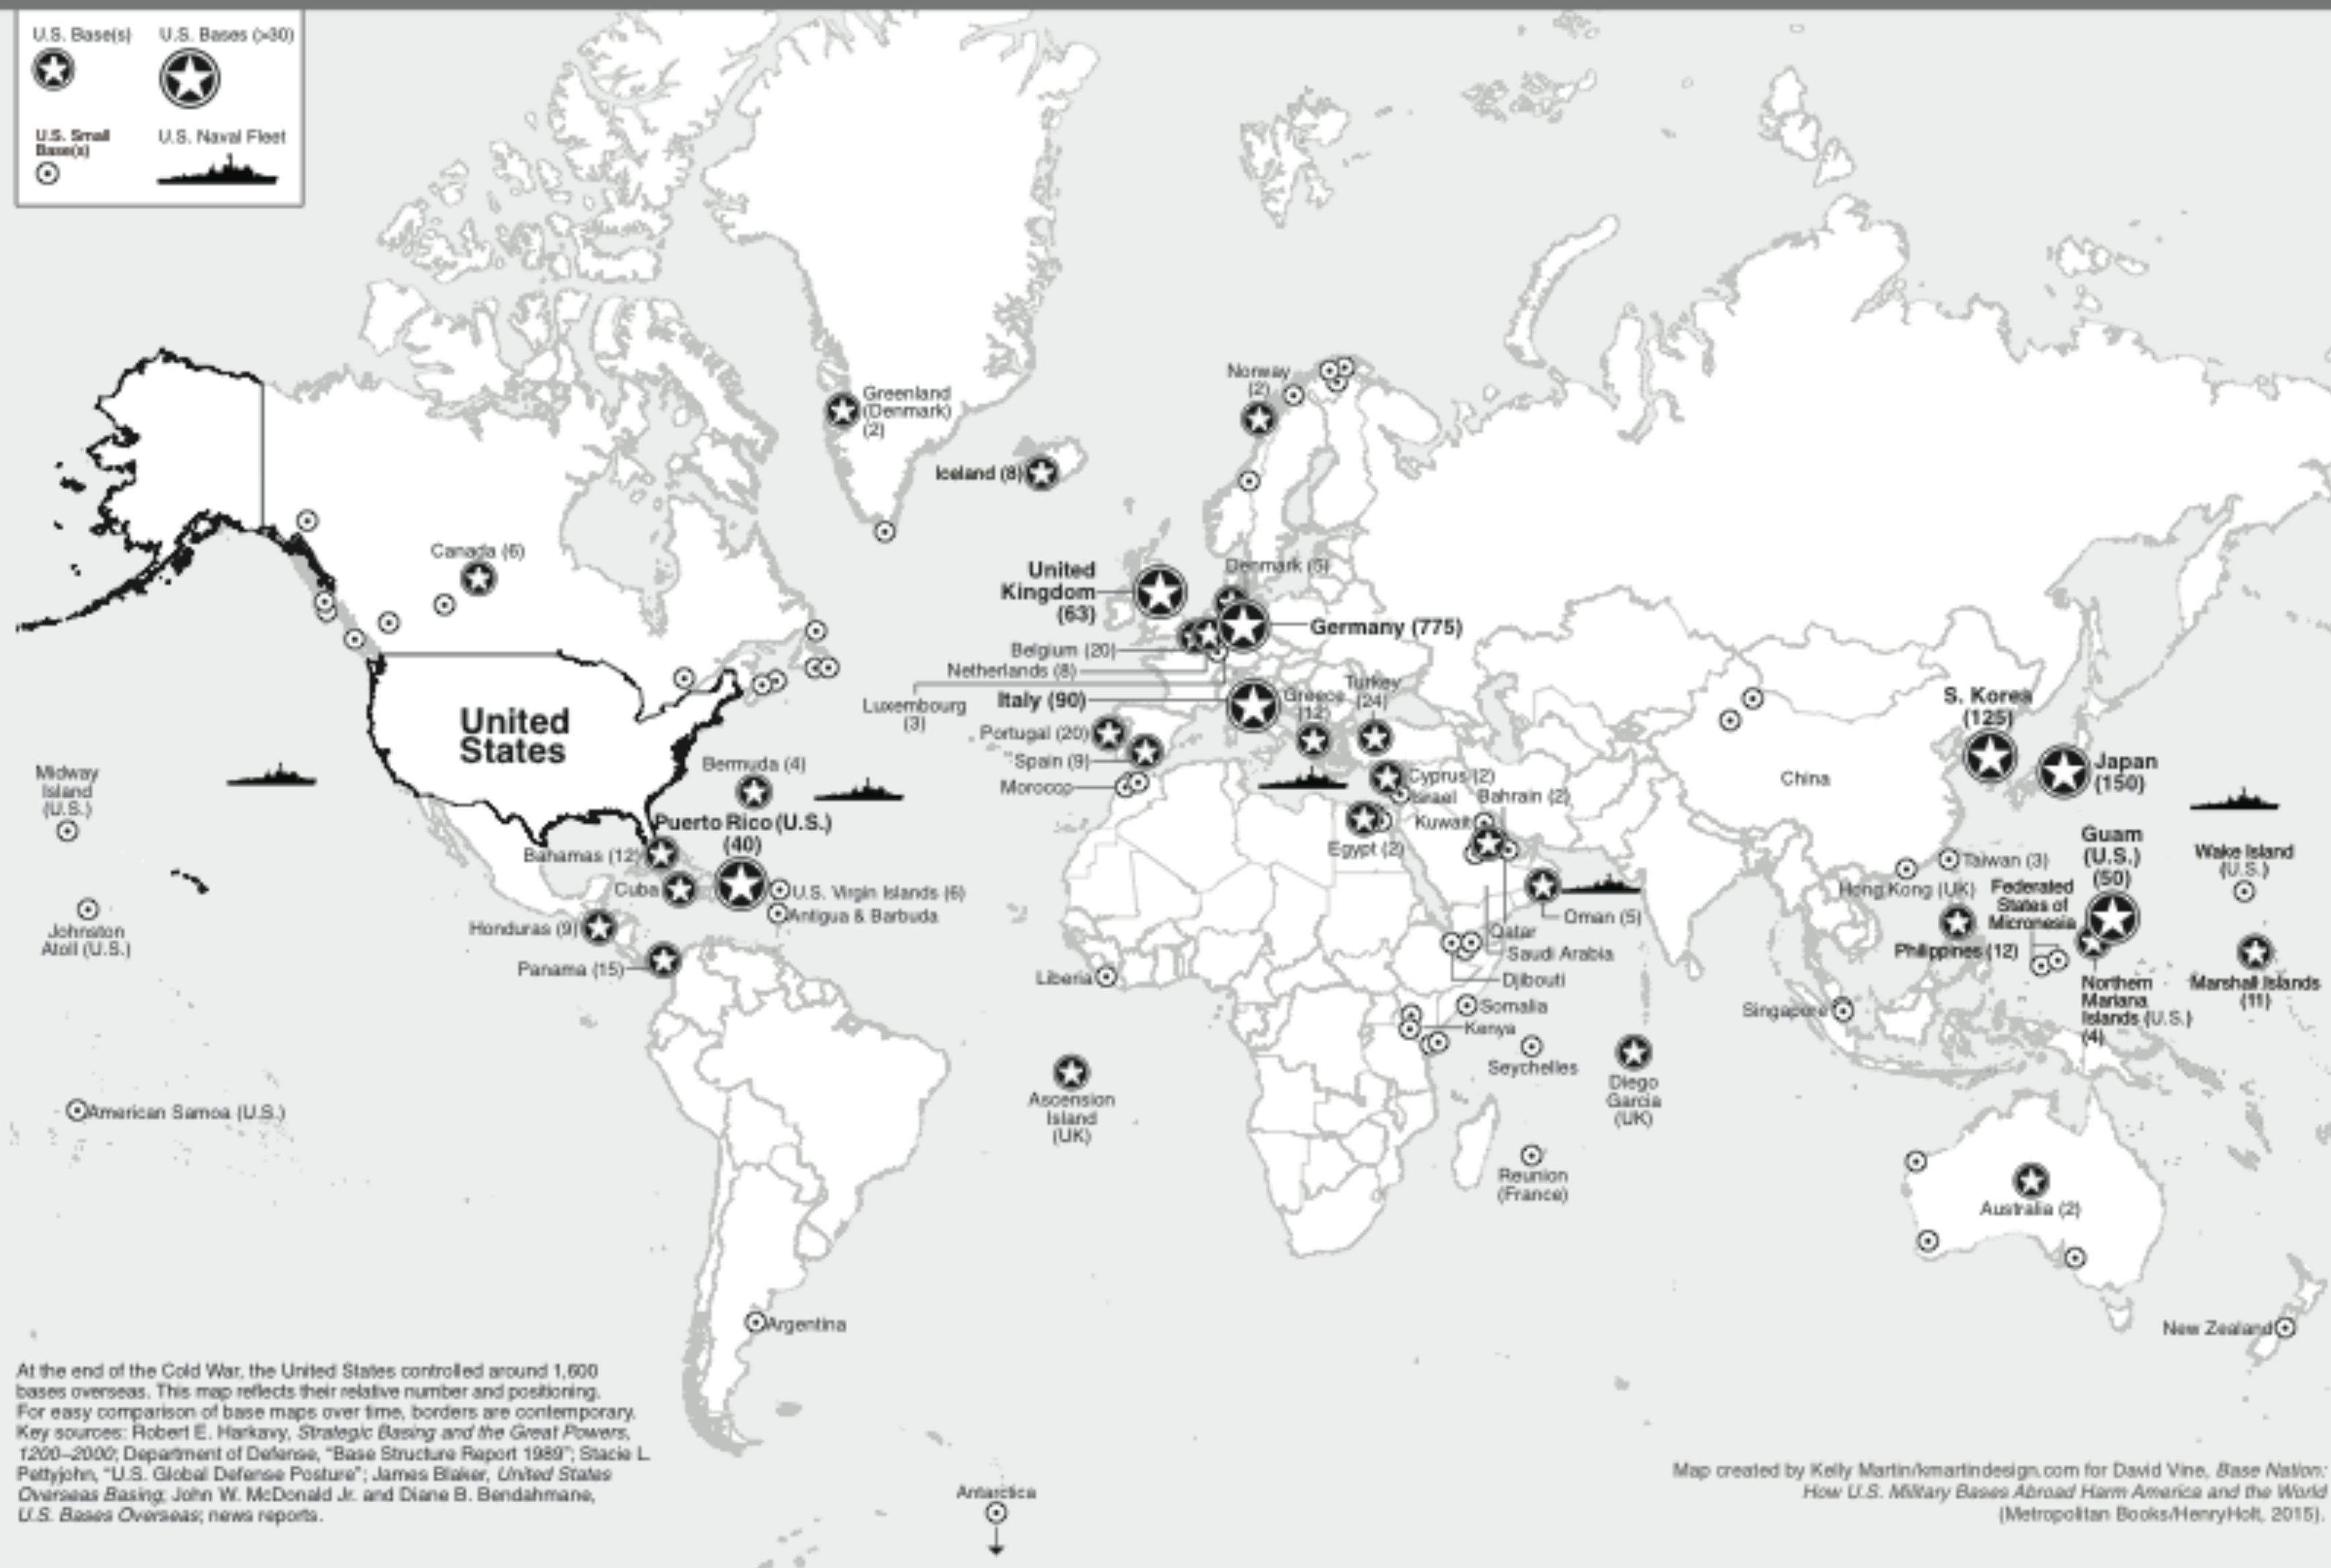 U.S. Base(s)
U.S. Bases (>30)
U.S. Small
Base(s)
U.S. Naval Fleet
Greenland
(Denmark)
(2)
Iceland (8)
Norway
(2)
Canada (6)
United
Kingdom
(63)
Denmark (5)
Germany (775)
Belgium (20)
Netherlands (8)
Luxembourg
(3)
Italy (90)
Greece
(12)
Turkey
(24)
Portugal (20)
Spain (9)
Morocco
United
States
Midway
Island
(U.S.)
Johnston
Atoll (U.S.)
American Samoa (U.S.)
Bermuda (4)
Puerto Rico (U.S.)
(40)
Bahamas (12)
Cuba
U.S. Virgin Islands (6)
Antigua & Barbuda
Honduras (9)
Panama (15)
Cyprus (2)
Israel
Bahrain (2)
Kuwait
Egypt (2)
Oman (5)
Qatar
Saudi Arabia
Djibouti
Somalia
Kenya
Liberia
Seychelles
Ascension
Island
(UK)
Diego
Garcia
(UK)
Reunion
(France)
China
S. Korea
(125)
Japan
(150)
Taiwan (3)
Hong Kong (UK)
Guam
(U.S.)
(50)
Wake Island
(U.S.)
Federated
States of
Micronesia
Philippines (12)
Northern
Mariana
Islands (U.S.)
(4)
Marshall Islands
(11)
Singapore
Australia (2)
New Zealand
Argentina
Antarctica
At the end of the Cold War, the United States controlled around 1,600
bases overseas. This map reflects their relative number and positioning.
For easy comparison of base maps over time, borders are contemporary.
Key sources: Robert E. Harkavy, Strategic Basing and the Great Powers,
1200–2000; Department of Defense, “Base Structure Report 1989”; Stacie L.
Pettyjohn, “U.S. Global Defense Posture”; James Blaker, United States
Overseas Basing; John W. McDonald Jr. and Diane B. Bendahmane,
U.S. Bases Overseas; news reports.
Map created by Kelly Martin/kmartindesign.com for David Vine, Base Nation:
How U.S. Military Bases Abroad Harm America and the World
(Metropolitan Books/HenryHolt, 2015).